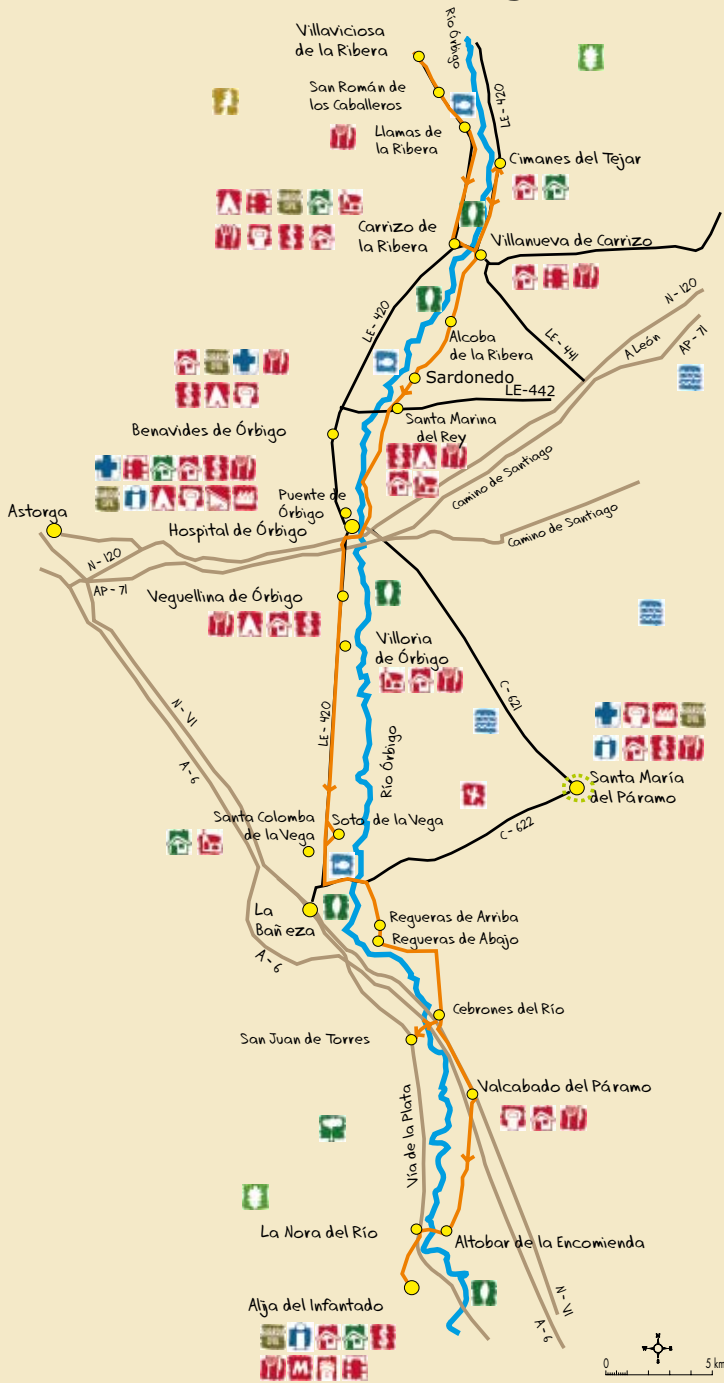 Villaviciosa
de la Ribera
Río Órbigo
LE-420
San Román de
los Caballeros
Llamas de
la Ribera
Cimanes del Tejar
Carrizo de
la Ribera
Villanueva de Carrizo
N-120
LE-420
Alcoba
de la Ribera
LE-441
A León
AP-71
Sardonedo
LE-442
Benavides de Órbigo
Santa Marina
del Rey
Camino de Santiago
Puente de
Órbigo
Astorga
Hospital de Órbigo
Camino de Santiago
N-120
AP-71
Veguellina de Órbigo
Villoria
de Órbigo
N-VI
LE-420
C-621
A-6
Río Órbigo
Santa María
del Páramo
Santa Colomba
de la Vega
Soto de la Vega
C-622
La
Bañeza
Regueras de Arriba
Regueras de Abajo
A-6
Cebrones del Río
San Juan de Torres
Valcabado del Páramo
Vía de la Plata
La Nora del Río
Altobar de la Encomienda
Alija del Infantado
M
N-VI
A-6
0 5 km